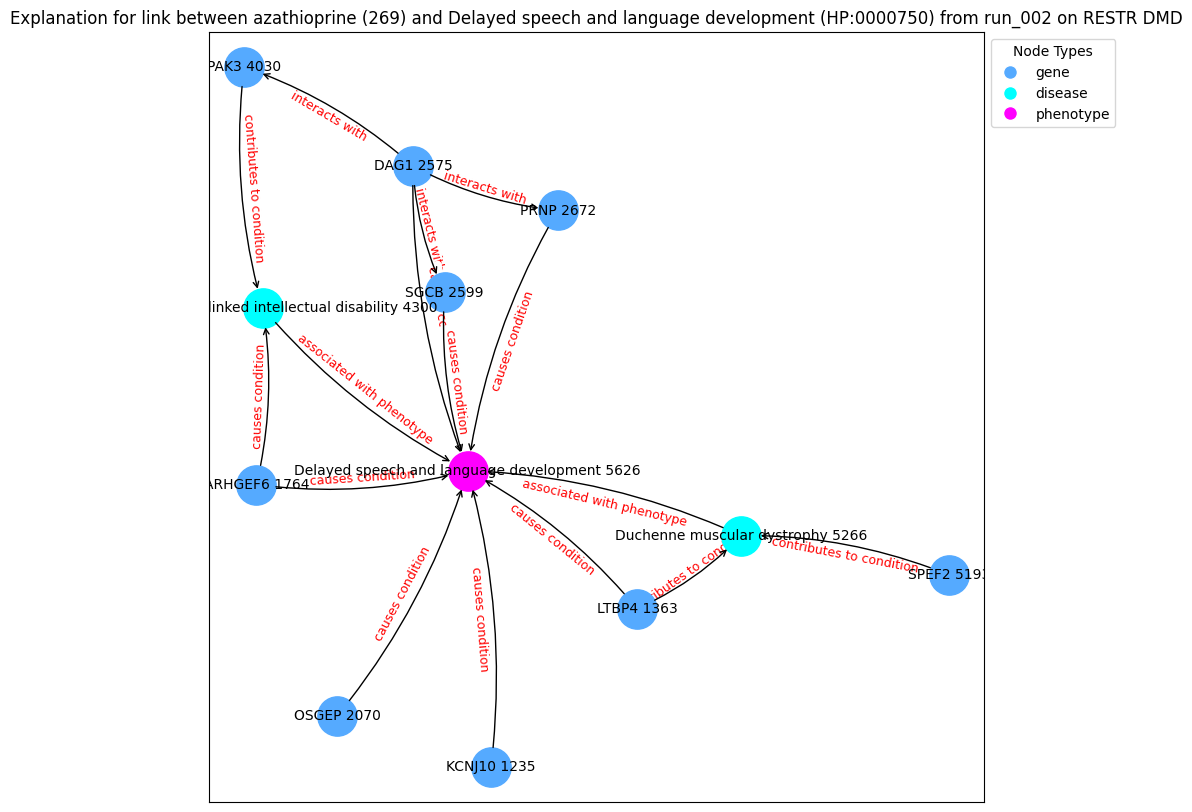 Explanation for link between azathioprine (269) and Delayed speech and language development (HP:0000750) from run_002 on RESTR DMD
Node Types
gene
disease
phenotype
PAK3 4030
interacts with
contributes to condition
DAG1 2575
interacts with
PRNP 2672
interacts with
SGCB 2599
linked intellectual disability 4300
causes condition
causes condition
causes condition
associated with phenotype
Delayed speech and language development 5626
ARHGEF6 1764
causes condition
associated with phenotype
Duchenne muscular dystrophy 5266
contributes to condition
SPEF2 5193
causes condition
LTBP4 1363
causes condition
causes condition
OSGEP 2070
KCNJ10 1235